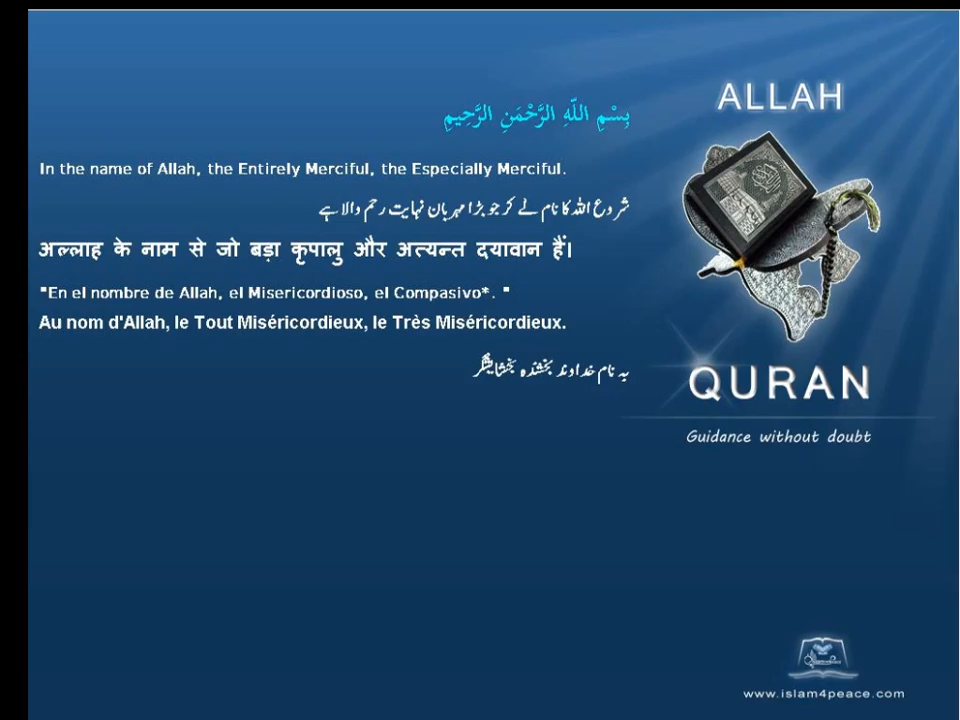 بِسْمِ اللَّهِ الرَّحْمَنِ الرَّحِيمِ
In the name of Allah, the Entirely Merciful, the Especially Merciful.
شروع الله کا نام لے کر جو بڑا مہربان نہایت رحم والا ہے
अल्लाह के नाम से जो बड़ा कृपालु और अत्यन्त दयावान हैं।
"En el nombre de Allah, el Misericordioso, el Compasivo*. "
Au nom d'Allah, le Tout Miséricordieux, le Très Miséricordieux.
به نام خداوند بخشنده بخشایشگر
ALLAH
QURAN
Guidance without doubt
www.islam4peace.com